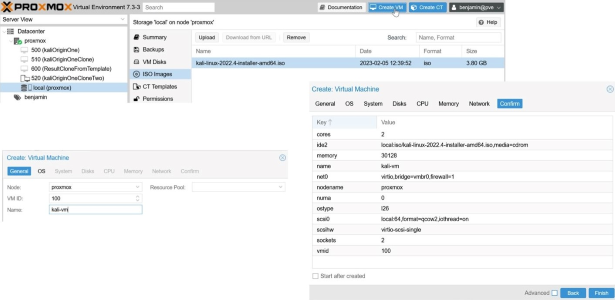 PROXMOX Virtual Environment 7.3-3 Search Documentation Create VM Create CT benjamin@pve
Server View Storage 'local' on node 'proxmox' Help
Datacenter
proxmox
500 (kaliOriginOne)
510 (kaliOriginOneClone)
600 (ResultCloneFromTemplate)
520 (kaliOriginOneCloneTwo)
local (proxmox)
benjamin
Summary
Backups
VM Disks
ISO Images
CT Templates
Permissions
Upload Download from URL Remove Search: Name, Format
Name Date Format Size
kali-linux-2022.4-installer-amd64.iso 2023-02-05 12:39:52 iso 3.80 GB
Create: Virtual Machine
General OS System Disks CPU Memory Network Confirm
Node: proxmox Resource Pool:
VM ID: 100
Name: kali-vm
Create: Virtual Machine
General OS System Disks CPU Memory Network Confirm
Key Value
cores 2
ide2 local:iso/kali-linux-2022.4-installer-amd64.iso,media=cdrom
memory 30128
name kali-vm
net0 virtio,bridge=vmbr0,firewall=1
nodename proxmox
numa 0
ostype l26
scsi0 local:64,format=qcow2,iothread=on
scsihw virtio-scsi-single
sockets 2
vmid 100
Start after created
Advanced Back Finish